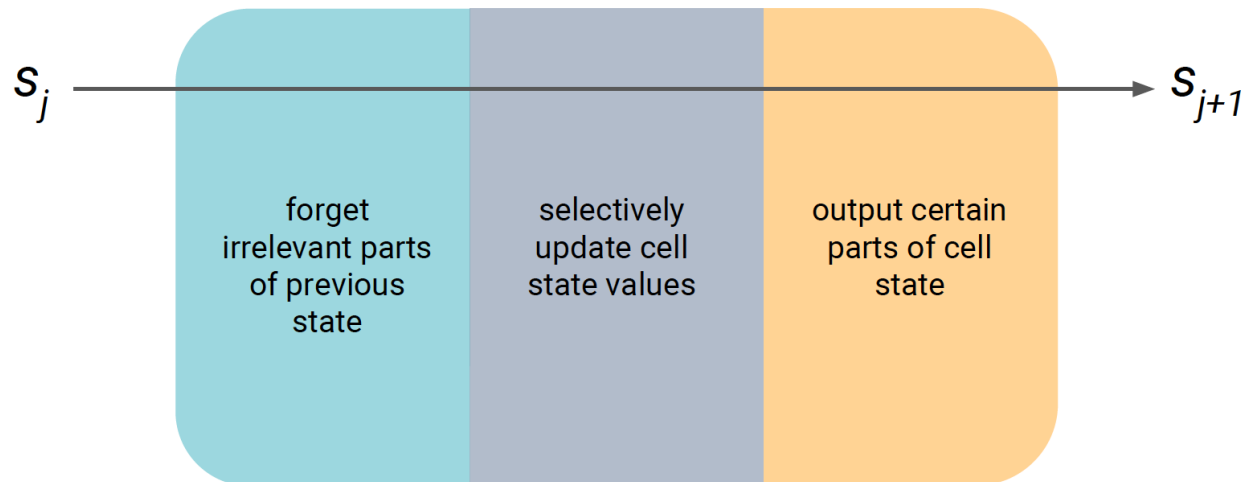 s_j
s_{j+1}
forget
irrelevant parts
of previous
state
selectively
update cell
state values
output certain
parts of cell
state